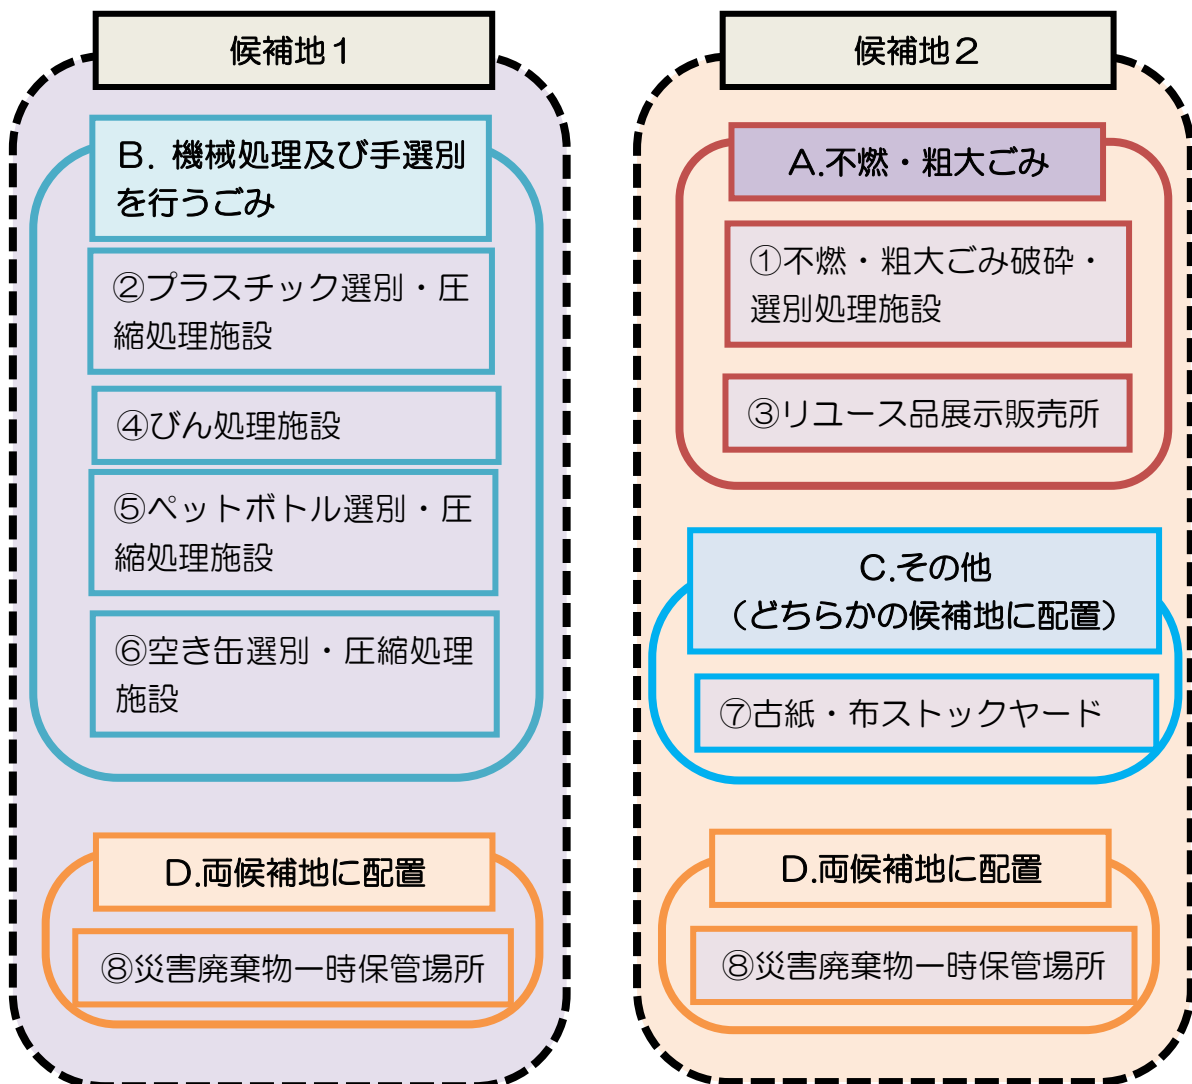 候補地1
B. 機械処理及び手選別
を行うごみ
②プラスチック選別・圧
縮処理施設
④びん処理施設
⑤ペットボトル選別・圧
縮処理施設
⑥空き缶選別・圧縮処理
施設
D.両候補地に配置
⑧災害廃棄物一時保管場所
候補地2
A.不燃・粗大ごみ
①不燃・粗大ごみ破砕・
選別処理施設
③リユース品展示販売所
C.その他
（どちらかの候補地に配置）
⑦古紙・布ストックヤード
D.両候補地に配置
⑧災害廃棄物一時保管場所